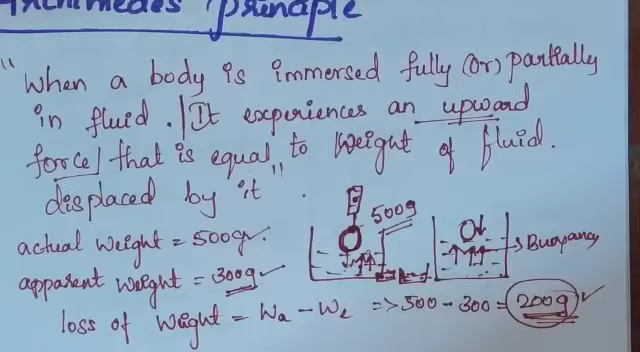 Archimedes Prinaple
"When a body is immersed fully (Or) partially
in fluid. It experiences an upward
force that is equal to Weight of fluid.
displaced by it".
500g
actual Weight = 500gr.
→ Buoyancy
apparent Weight = 300g
loss of Weight = Wa - We => 500 - 300 = 200g